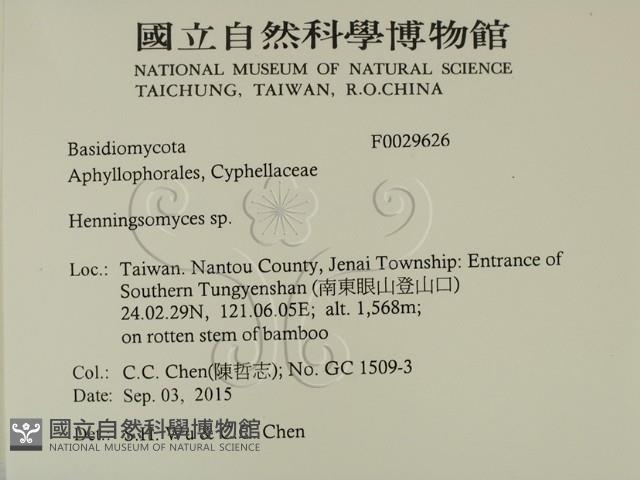 國立自然科學博物館
NATIONAL MUSEUM OF NATURAL SCIENCE
TAICHUNG, TAIWAN, R.O.CHINA
Basidiomycota F0029626
Aphyllophorales, Cyphellaceae
Henningsomyces sp.
Loc.: Taiwan. Nantou County, Jenai Township: Entrance of
Southern Tungyenshan (南東眼山登山口)
24.02.29N, 121.06.05E; alt. 1,568m;
on rotten stem of bamboo
Col.: C.C. Chen(陳哲志); No. GC 1509-3
Date: Sep. 03, 2015
Det.: S.H. Wu & C.C. Chen
國立自然科學博物館
NATIONAL MUSEUM OF NATURAL SCIENCE